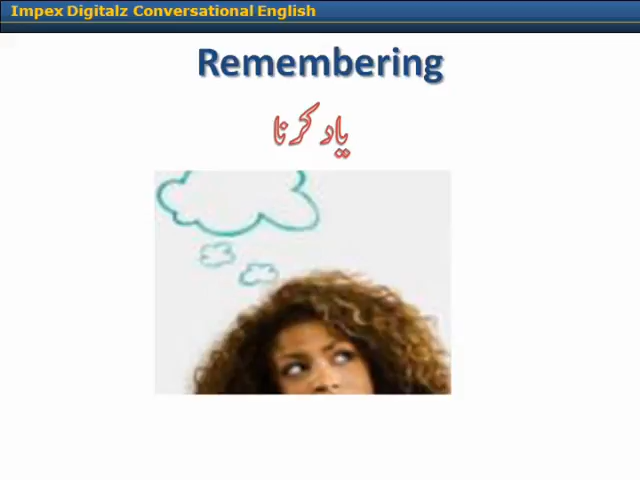 Impex Digitalz Conversational English
Remembering
یاد کرنا